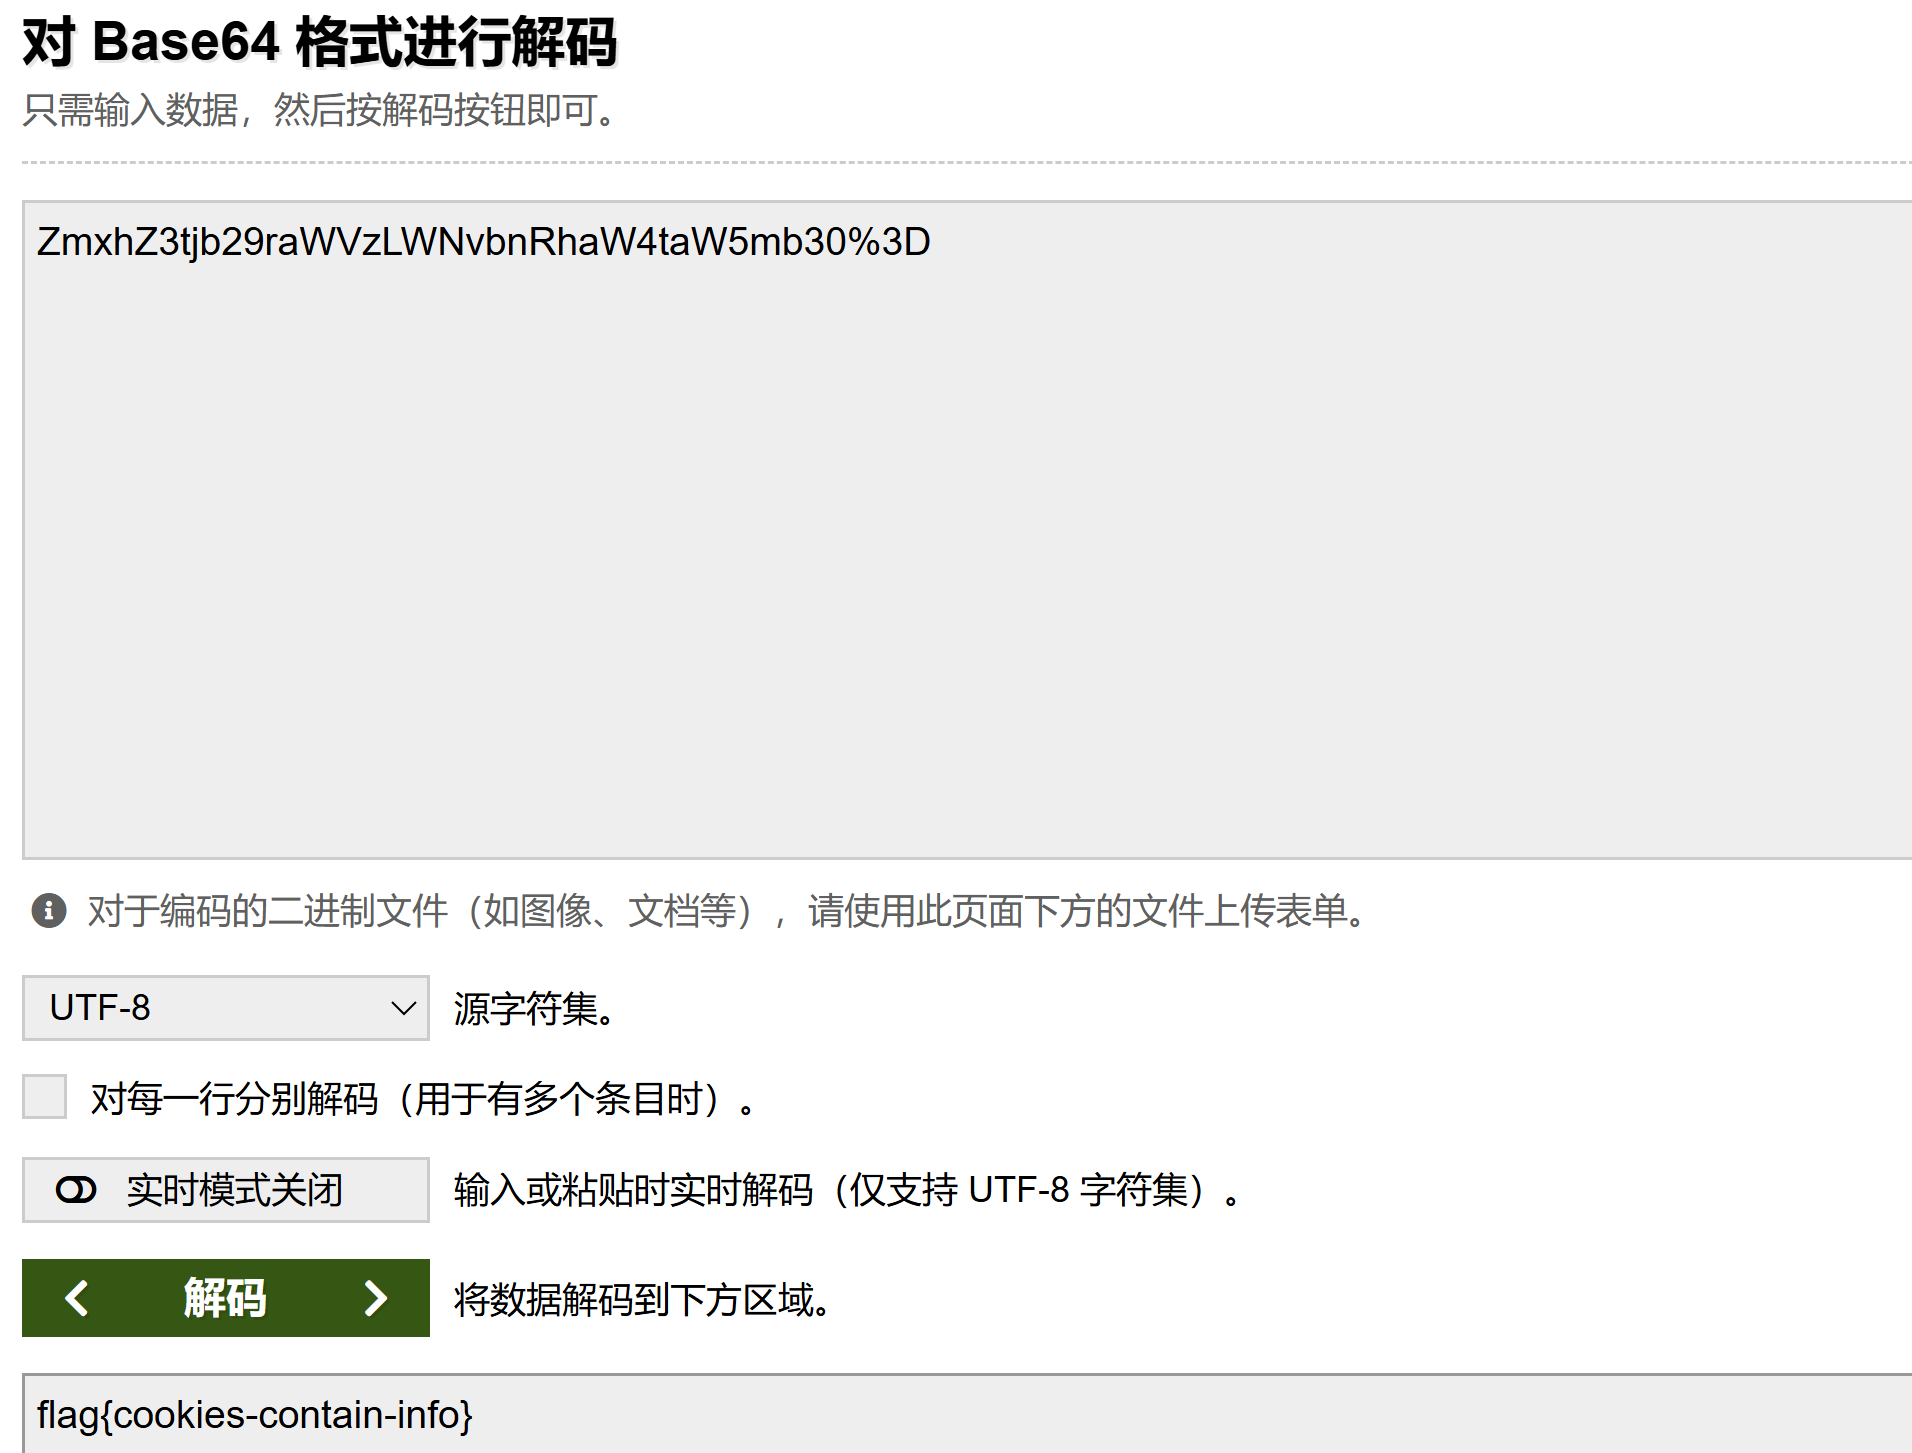 对 Base64 格式进行解码
只需输入数据，然后按解码按钮即可。
ZmxhZ3tjb29raWVzLWNvbnRhaW4taW5mb30%3D
对于编码的二进制文件（如图像、文档等），请使用此页面下方的文件上传表单。
UTF-8 源字符集。
对每一行分别解码（用于有多个条目时）。
实时模式关闭 输入或粘贴时实时解码（仅支持 UTF-8 字符集）。
解码 将数据解码到下方区域。
flag{cookies-contain-info}